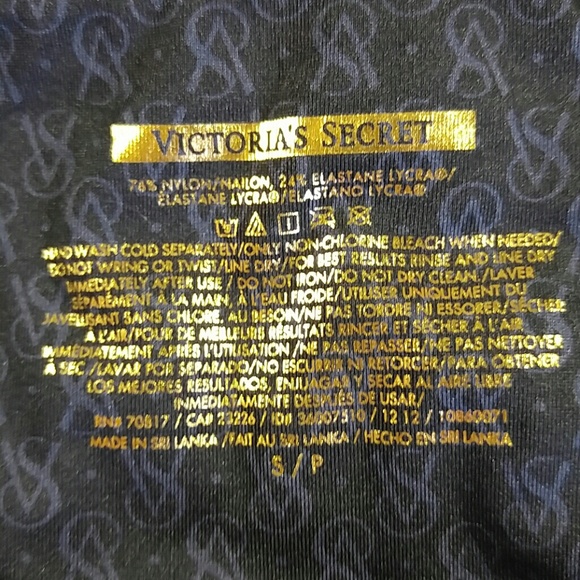 VICTORIA'S SECRET
76% NYLON/NAILON, 24% ELASTANE LYCRA®/
ÉLASTANE LYCRA®/ELASTANO LYCRA®
HAND WASH COLD SEPARATELY/ONLY NON-CHLORINE BLEACH WHEN NEEDED/
DO NOT WRING OR TWIST/LINE DRY/FOR BEST RESULTS RINSE AND LINE DRY
IMMEDIATELY AFTER USE / DO NOT IRON/DO NOT DRY CLEAN./LAVER
SÉPARÉMENT À LA MAIN, À L'EAU FROIDE/UTILISER UNIQUEMENT DU
JAVELLISANT SANS CHLORE, AU BESOIN/NE PAS TORDRE NI ESSORER/SÉCHER
À L'AIR/POUR DE MEILLEURS RÉSULTATS RINCER ET SÉCHER À L'AIR
IMMÉDIATEMENT APRÈS L'UTILISATION/NE PAS REPASSER/NE PAS NETTOYER
À SEC /LAVAR POR SEPARADO/NO ESCURRIR NI RETORCER/PARA OBTENER
LOS MEJORES RESULTADOS, ENJUAGAR Y SECAR AL AIRE LIBRE
INMEDIATAMENTE DESPUÉS DE USAR/
RN# 70817 / CA# 23226 / ID# 36007510 / 12 12 / 10860071
MADE IN SRI LANKA /FAIT AU SRI LANKA / HECHO EN SRI LANKA
S / P